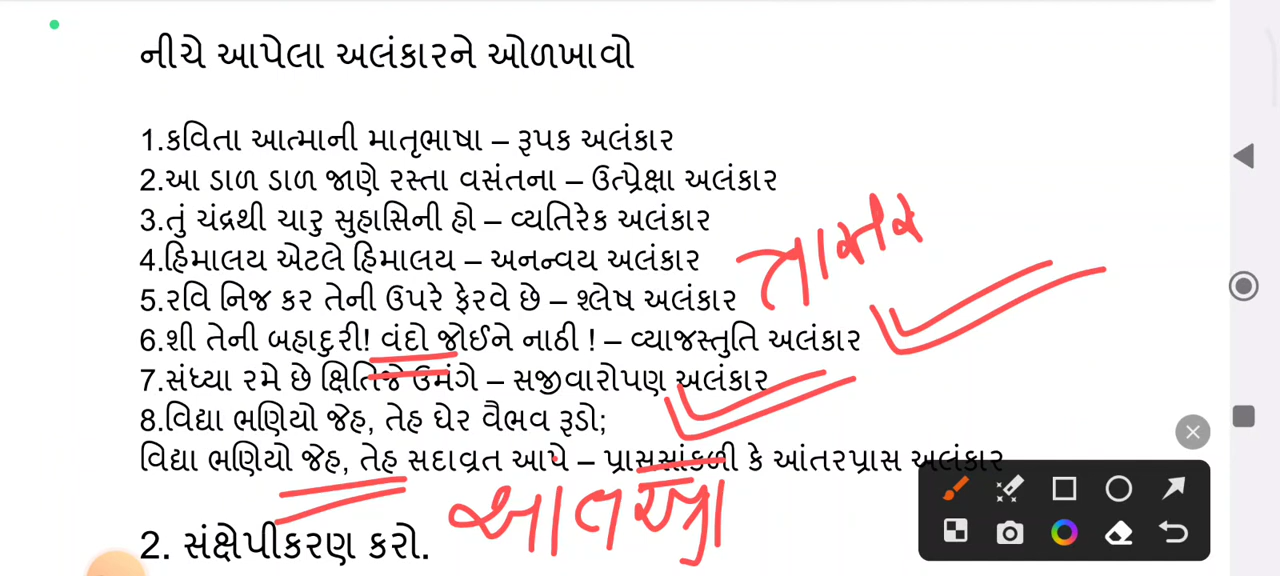 નીચે આપેલા અલંકારને ઓળખાવો
1.કવિતા આત્માની માતૃભાષા – રૂપક અલંકાર
2.આ ડાળ ડાળ જાણે રસ્તા વસંતના – ઉત્પ્રેક્ષા અલંકાર
3.તું ચંદ્રથી ચારુ સુહાસિની હો – વ્યતિરેક અલંકાર
4.હિમાલય એટલે હિમાલય – અનન્વય અલંકાર
5.રવિ નિજ કર તેની ઉપરે ફેરવે છે – શ્લેષ અલંકાર
6.શી તેની બહાદુરી! વંદો જોઈને નાઠી ! – વ્યાજસ્તુતિ અલંકાર
7.સંધ્યા રમે છે ક્ષિતિજે ઉમંગે – સજીવારોપણ અલંકાર
8.વિદ્યા ભણિયો જેહ, તેહ ઘેર વૈભવ રૂડો;
વિદ્યા ભણિયો જેહ, તેહ સદાવ્રત આપે – પ્રાસસાંકળી કે આંતરપ્રાસ અલંકાર
2. સંક્ષેપીકરણ કરો.